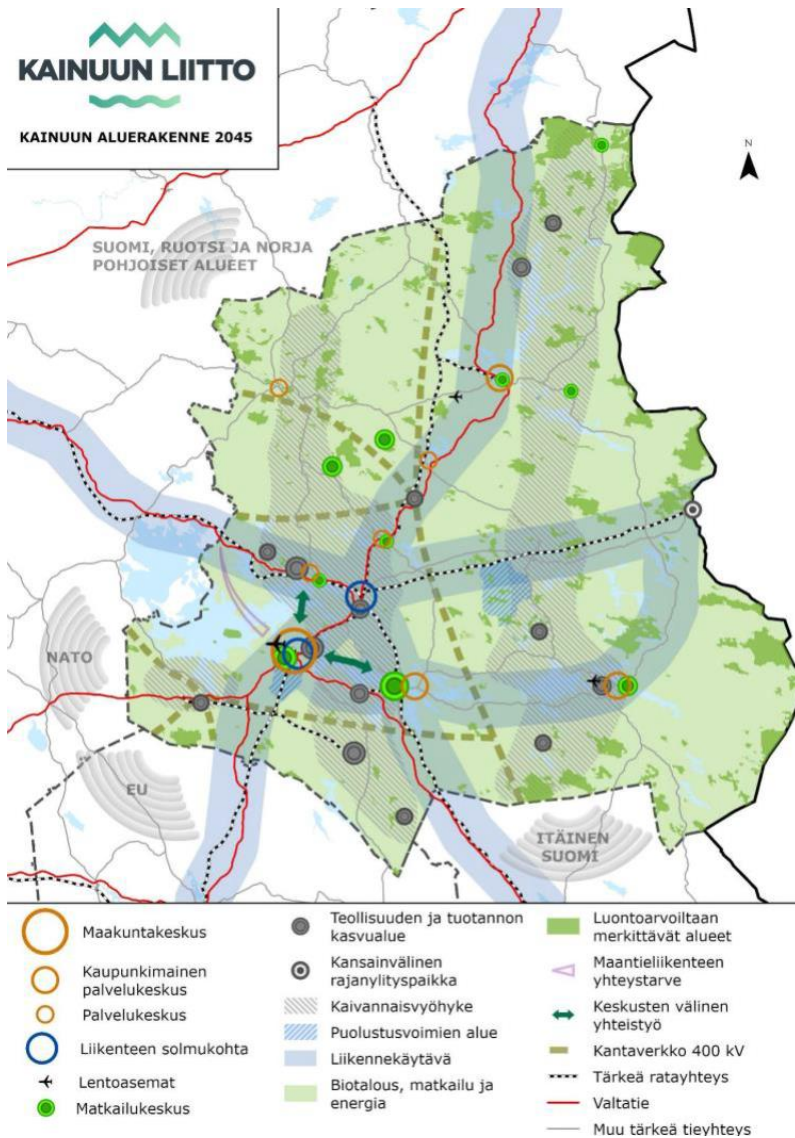 KAINUUN LIITTO
KAINUUN ALUERAKENNE 2045
N
SUOMI, RUOTSI JA NORJA
POHJOISET ALUEET
NATO
EU
ITÄINEN
SUOMI
Maakuntakeskus
Kaupunkimainen
palvelukeskus
Palvelukeskus
Liikenteen solmukohta
Lentoasemat
Matkailukeskus
Teollisuuden ja tuotannon
kasvualue
Kansainvälinen
rajanylityspaikka
Kaivannaisvyöhyke
Puolustusvoimien alue
Liikennekäytävä
Biotalous, matkailu ja
energia
Luontoarvoiltaan
merkittävät alueet
Maantieliikenteen
yhteystarve
Keskusten välinen
yhteistyö
Kantaverkko 400 kV
Tärkeä ratayhteys
Valtatie
Muu tärkeä tieyhteys